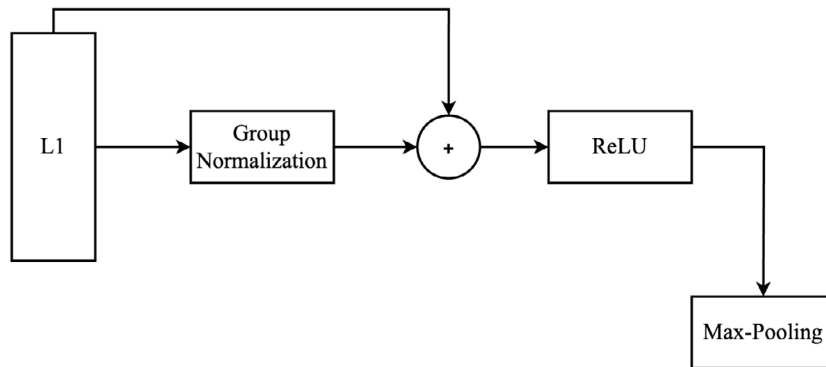 L1
Group
Normalization
+
ReLU
Max-Pooling